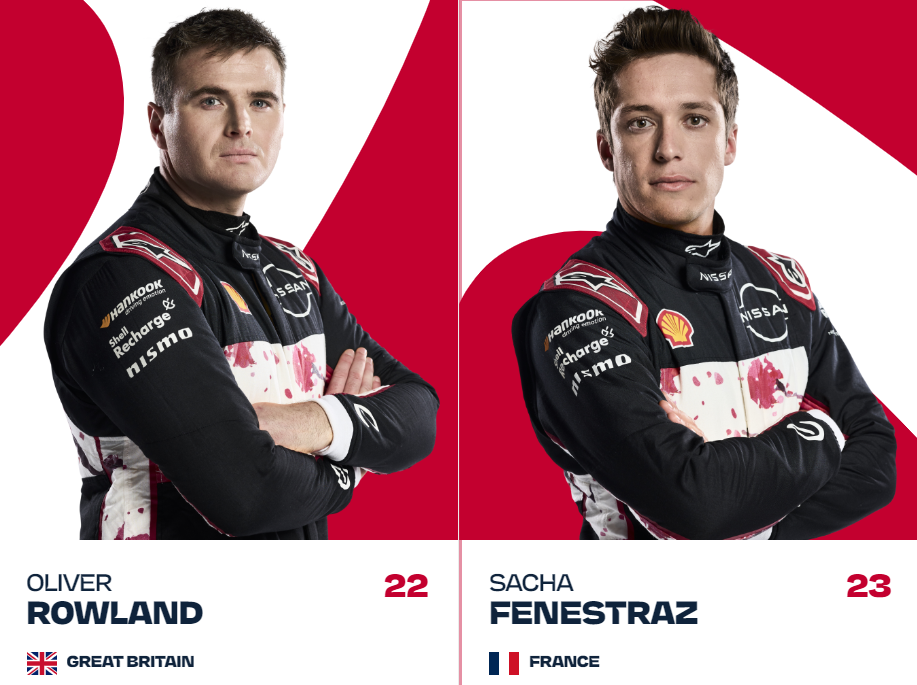 HANKOOK
driving emotion
Shell
Recharge
nismo
NISSAN
OLIVER
22
ROWLAND
GREAT BRITAIN
HANKOOK
driving emotion
Shell
Recharge
nismo
NISSAN
NISSAN
SACHA
23
FENESTRAZ
FRANCE